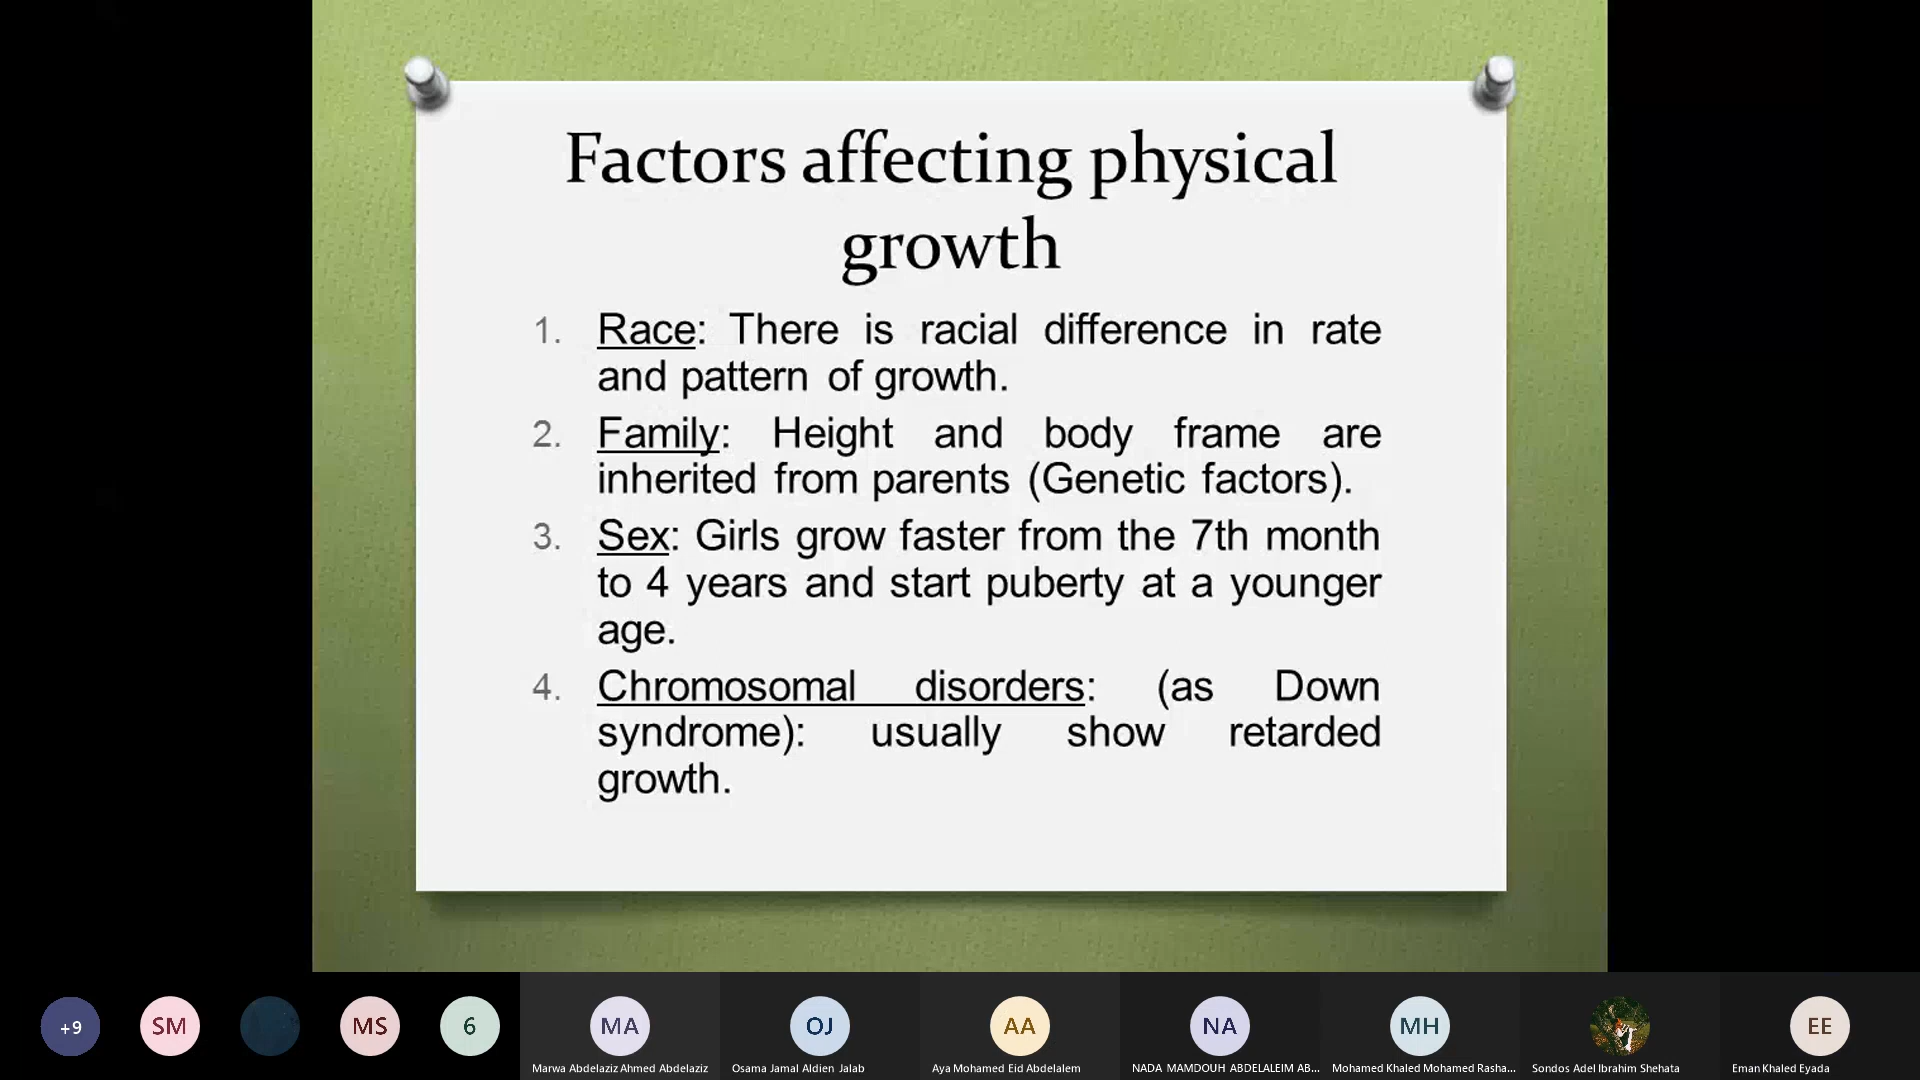 Factors affecting physical
growth
1. Race: There is racial difference in rate
and pattern of growth.
2. Family: Height and body frame are
inherited from parents (Genetic factors).
3. Sex: Girls grow faster from the 7th month
to 4 years and start puberty at a younger
age.
4. Chromosomal disorders: (as Down
syndrome): usually show retarded
growth.
+9 SM MS 6 MA OJ AA NA MH EE
Marwa Abdelaziz Ahmed Abdelaziz Osama Jamal Aldien Jalab Aya Mohamed Eid Abdelalem NADA MAMDOUH ABDELALEIM AB... Mohamed Khaled Mohamed Rasha... Sondos Adel Ibrahim Shehata Eman Khaled Eyada